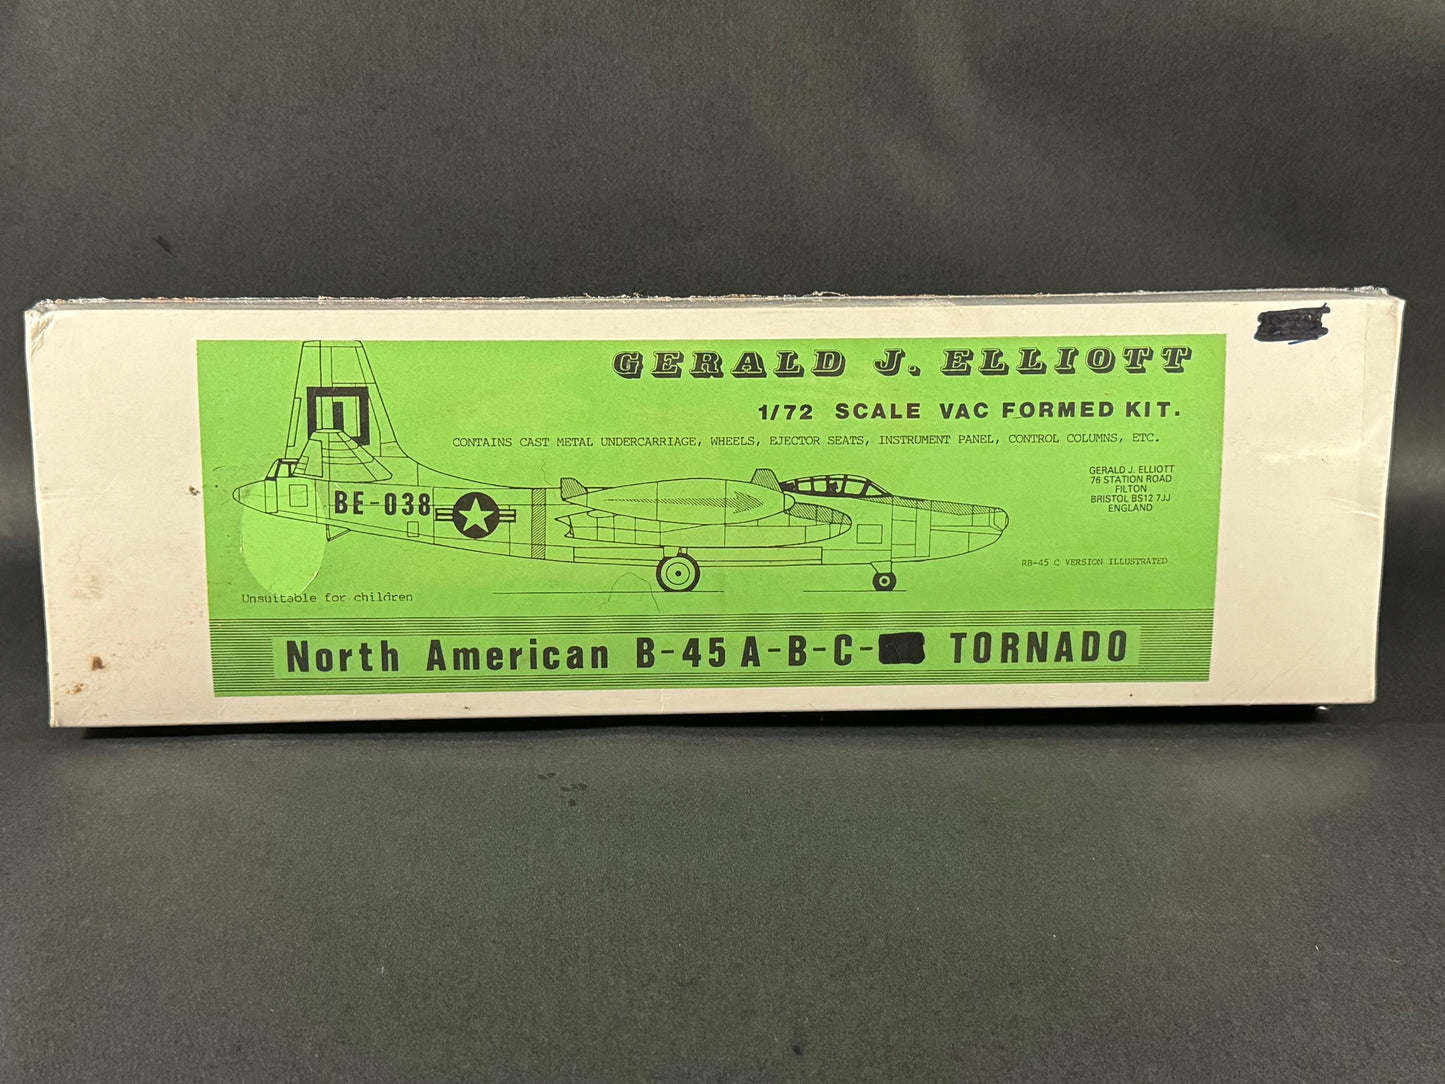 GERALD J. ELLIOTT
1/72 SCALE VAC FORMED KIT.
CONTAINS CAST METAL UNDERCARRIAGE, WHEELS, EJECTOR SEATS, INSTRUMENT PANEL, CONTROL COLUMNS, ETC.
GERALD J. ELLIOTT
76 STATION ROAD
FILTON
BRISTOL BS12 7JJ
ENGLAND
BE-038
RB-45 C VERSION ILLUSTRATED
Unsuitable for children
North American B-45 A-B-C- TORNADO